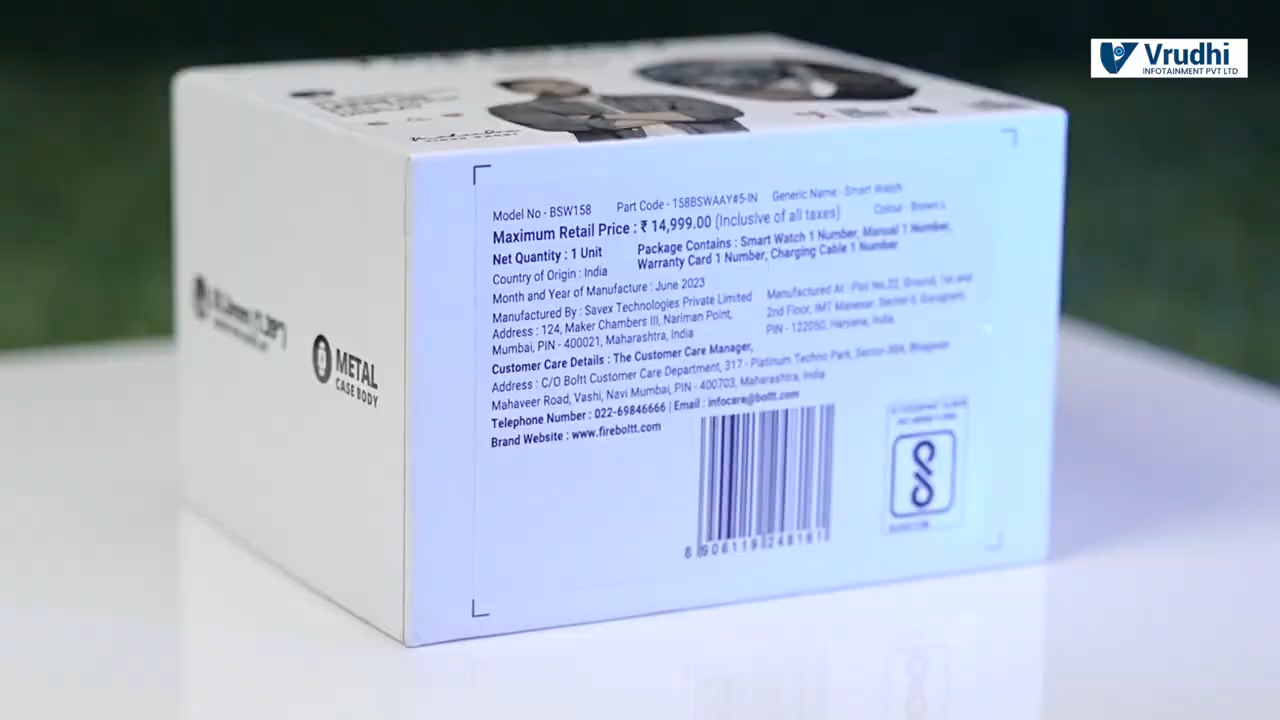 Vrudhi
INFOTAINMENT PVT LTD
Model No - BSW158 Part Code - 158BSWAAY#5-IN Generic Name - Smart Watch
Maximum Retail Price : ₹ 14,999.00 (Inclusive of all taxes) Colour - Brown L
Net Quantity : 1 Unit
Package Contains : Smart Watch 1 Number, Manual 1 Number,
Warranty Card 1 Number, Charging Cable 1 Number
Country of Origin : India
Month and Year of Manufacture : June 2023
Manufactured By : Savex Technologies Private Limited
Address : 124, Maker Chambers III, Nariman Point,
Mumbai, PIN - 400021, Maharashtra, India
Manufactured At : Plot No.22, Ground, 1st and
2nd Floor, IMT Manesar, Sector-5, Gurugram,
PIN - 122050, Haryana, India,
Customer Care Details : The Customer Care Manager,
Address : C/O Boltt Customer Care Department, 317 - Platinum Techno Park, Sector-30A, Bhagwan
Mahaveer Road, Vashi, Navi Mumbai, PIN - 400703, Maharashtra, India
Telephone Number : 022-69846666 | Email : infocare@boltt.com
Brand Website : www.fireboltt.com
8 906119 248161
METAL
CASE BODY